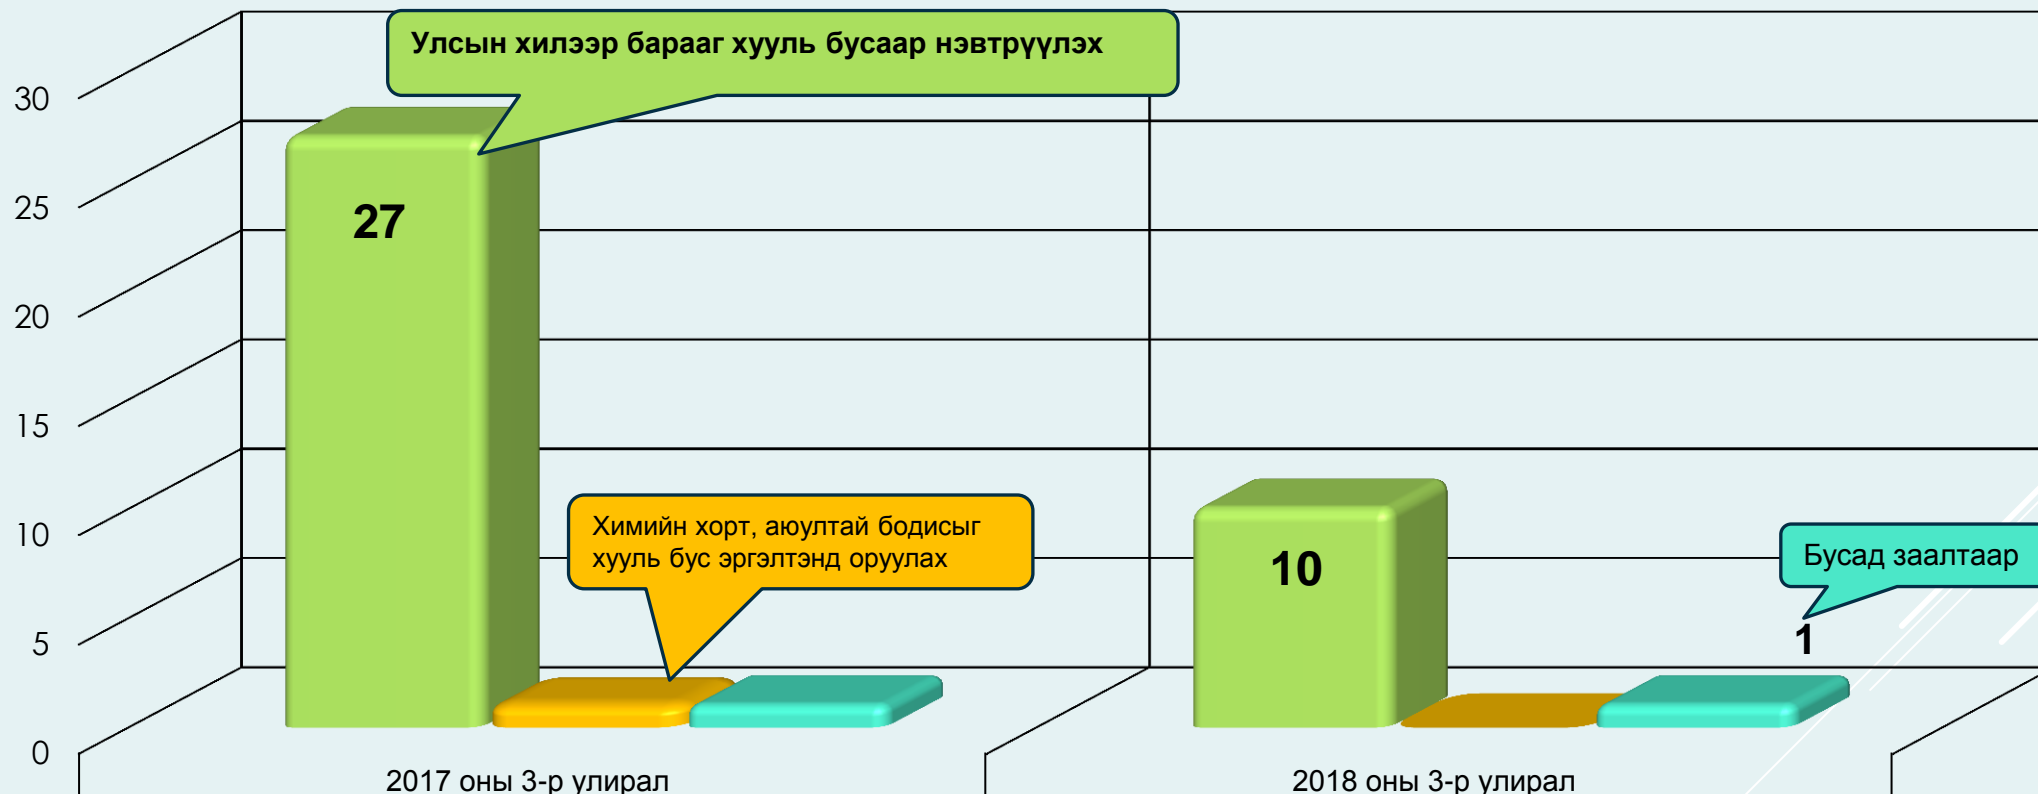 Улсын хилээр барааг хууль бусаар нэвтрүүлэх
30
25
20
15
10
5
0
27
Химийн хорт, аюултай бодисыг
хууль бус эргэлтэнд оруулах
10
Бусад заалтаар
1
2017 оны 3-р улирал
2018 оны 3-р улирал